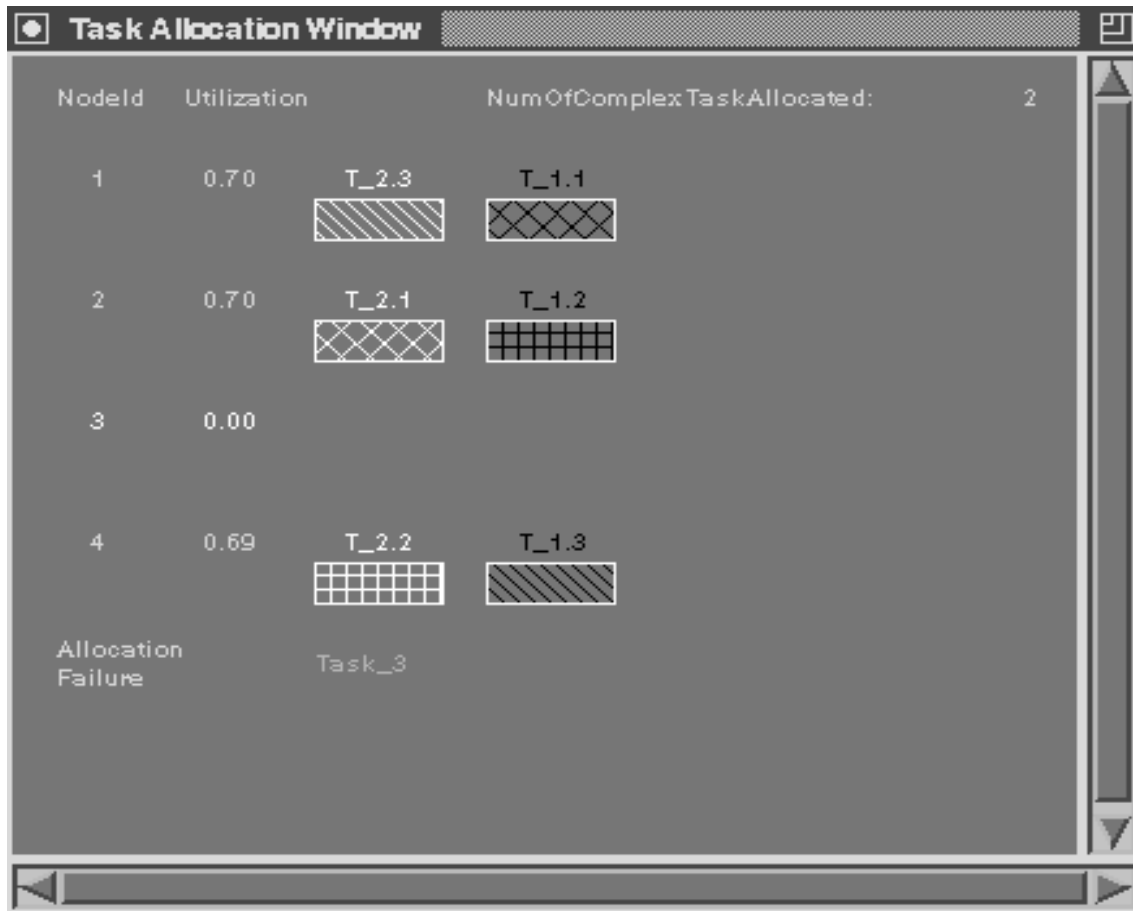 Task Allocation Window
NodeId Utilization NumOfComplexTaskAllocated: 2
1 0.70 T_2.3 T_1.1
2 0.70 T_2.1 T_1.2
3 0.00
4 0.69 T_2.2 T_1.3
Allocation
Failure Task_3